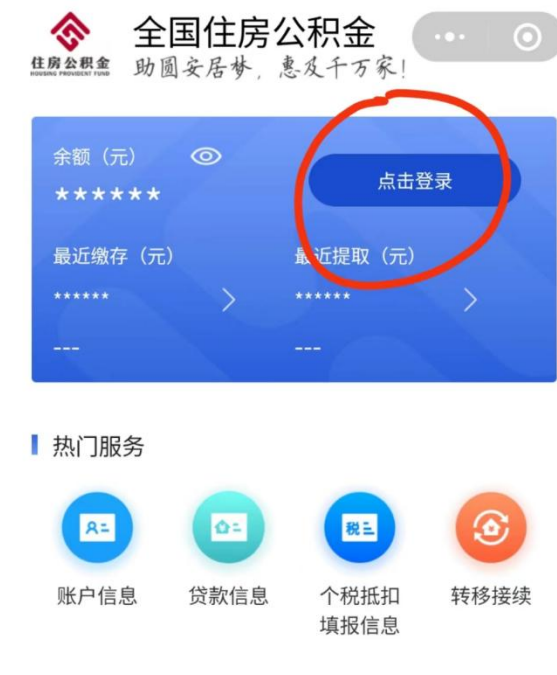 全国住房公积金
住房公积金
HOUSING PROVIDENT FUND
助圆安居梦，惠及千万家！
余额（元）
点击登录
******
最近缴存（元）
最近提取（元）
******
******
---
---
热门服务
账户信息
贷款信息
税
个税抵扣
填报信息
转移接续